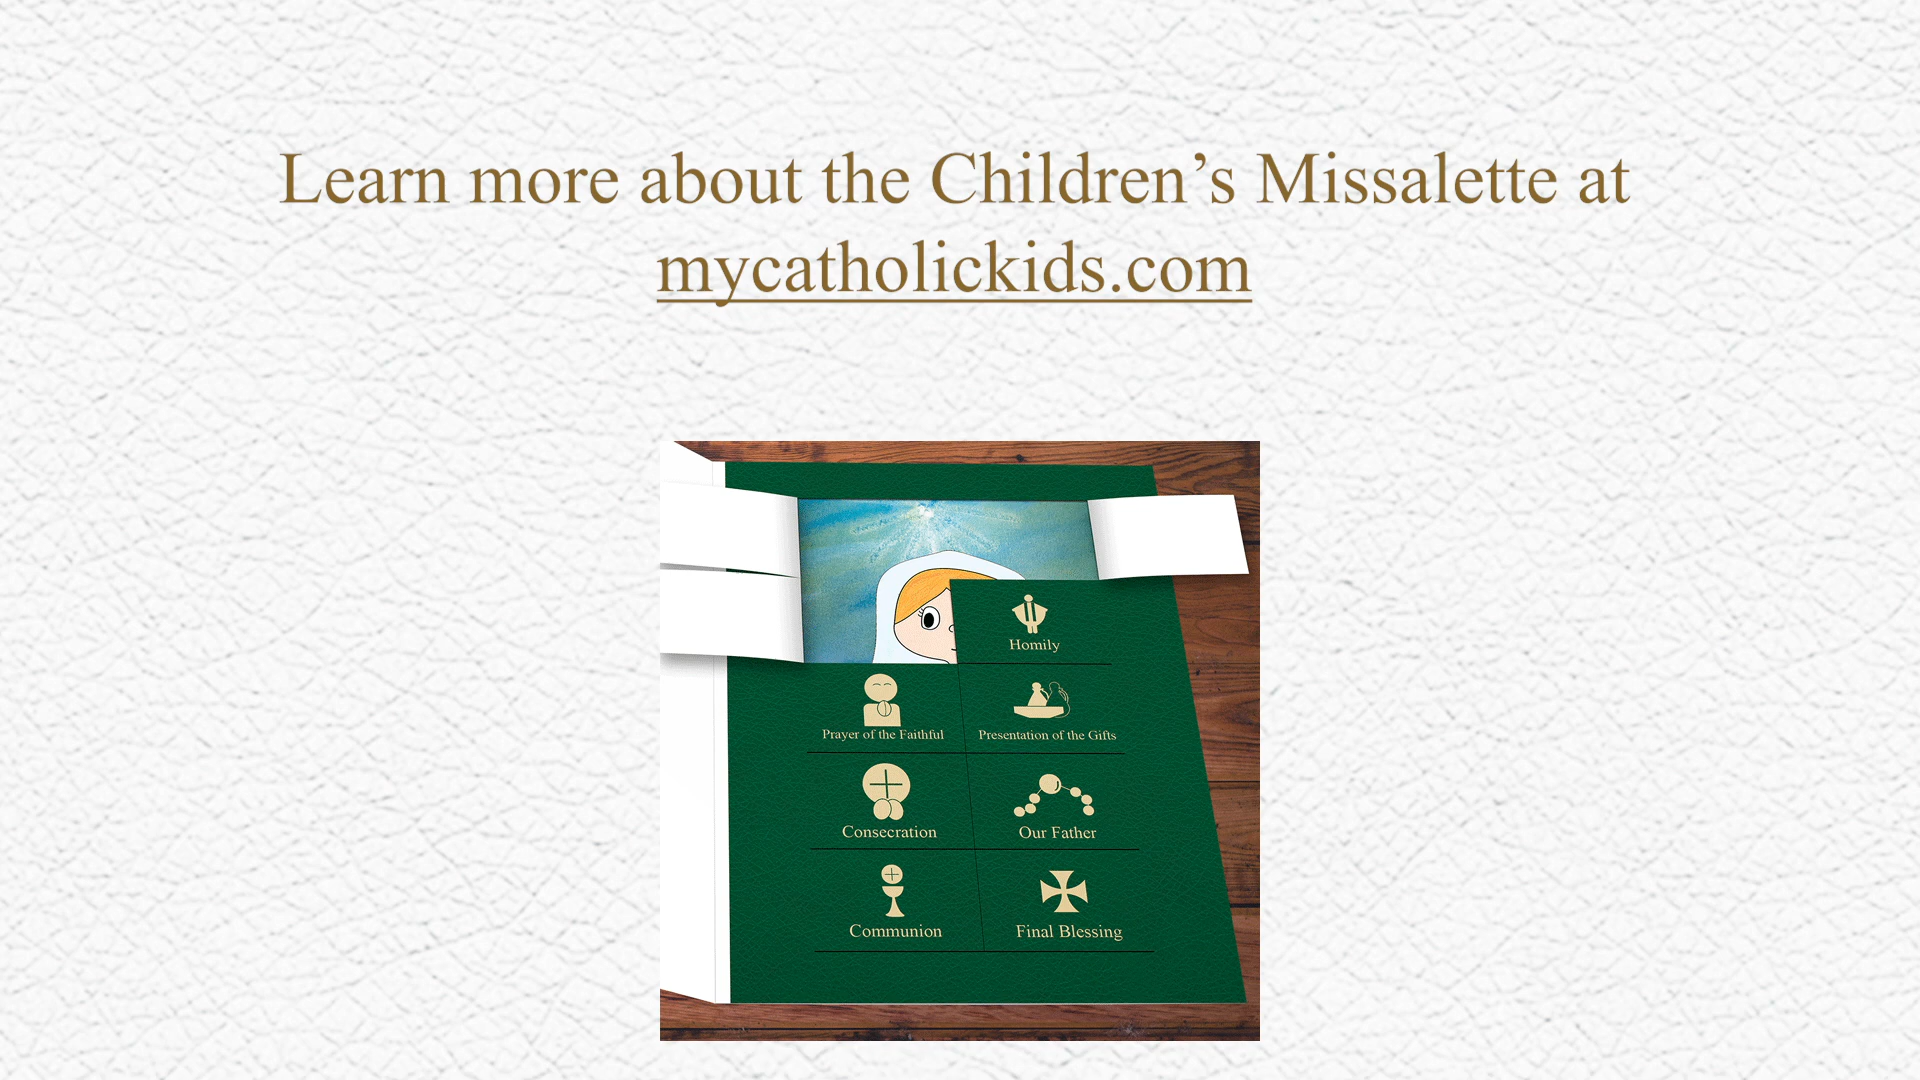 Learn more about the Children’s Missalette at
mycatholickids.com
Homily
Prayer of the Faithful
Presentation of the Gifts
Consecration
Our Father
Communion
Final Blessing